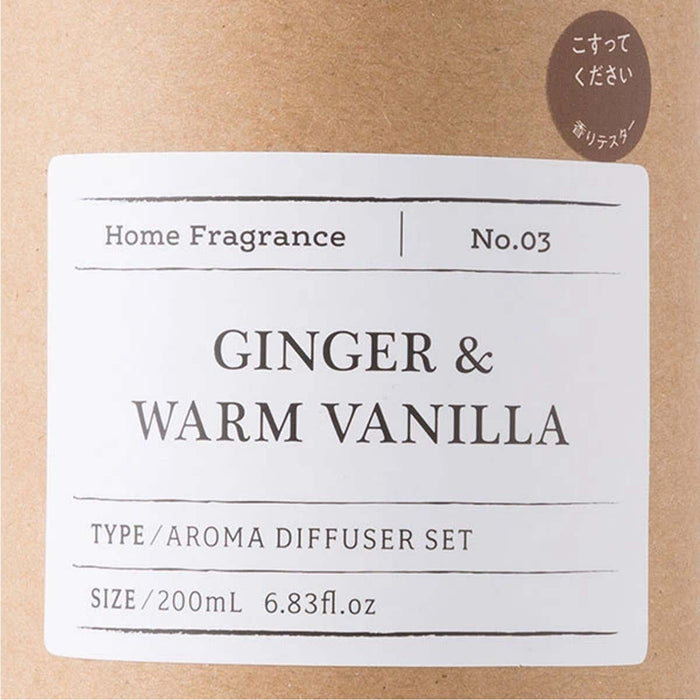 こすって
ください
香りテスター
Home Fragrance
No.03
GINGER &
WARM VANILLA
TYPE/AROMA DIFFUSER SET
SIZE/200mL 6.83fl.oz